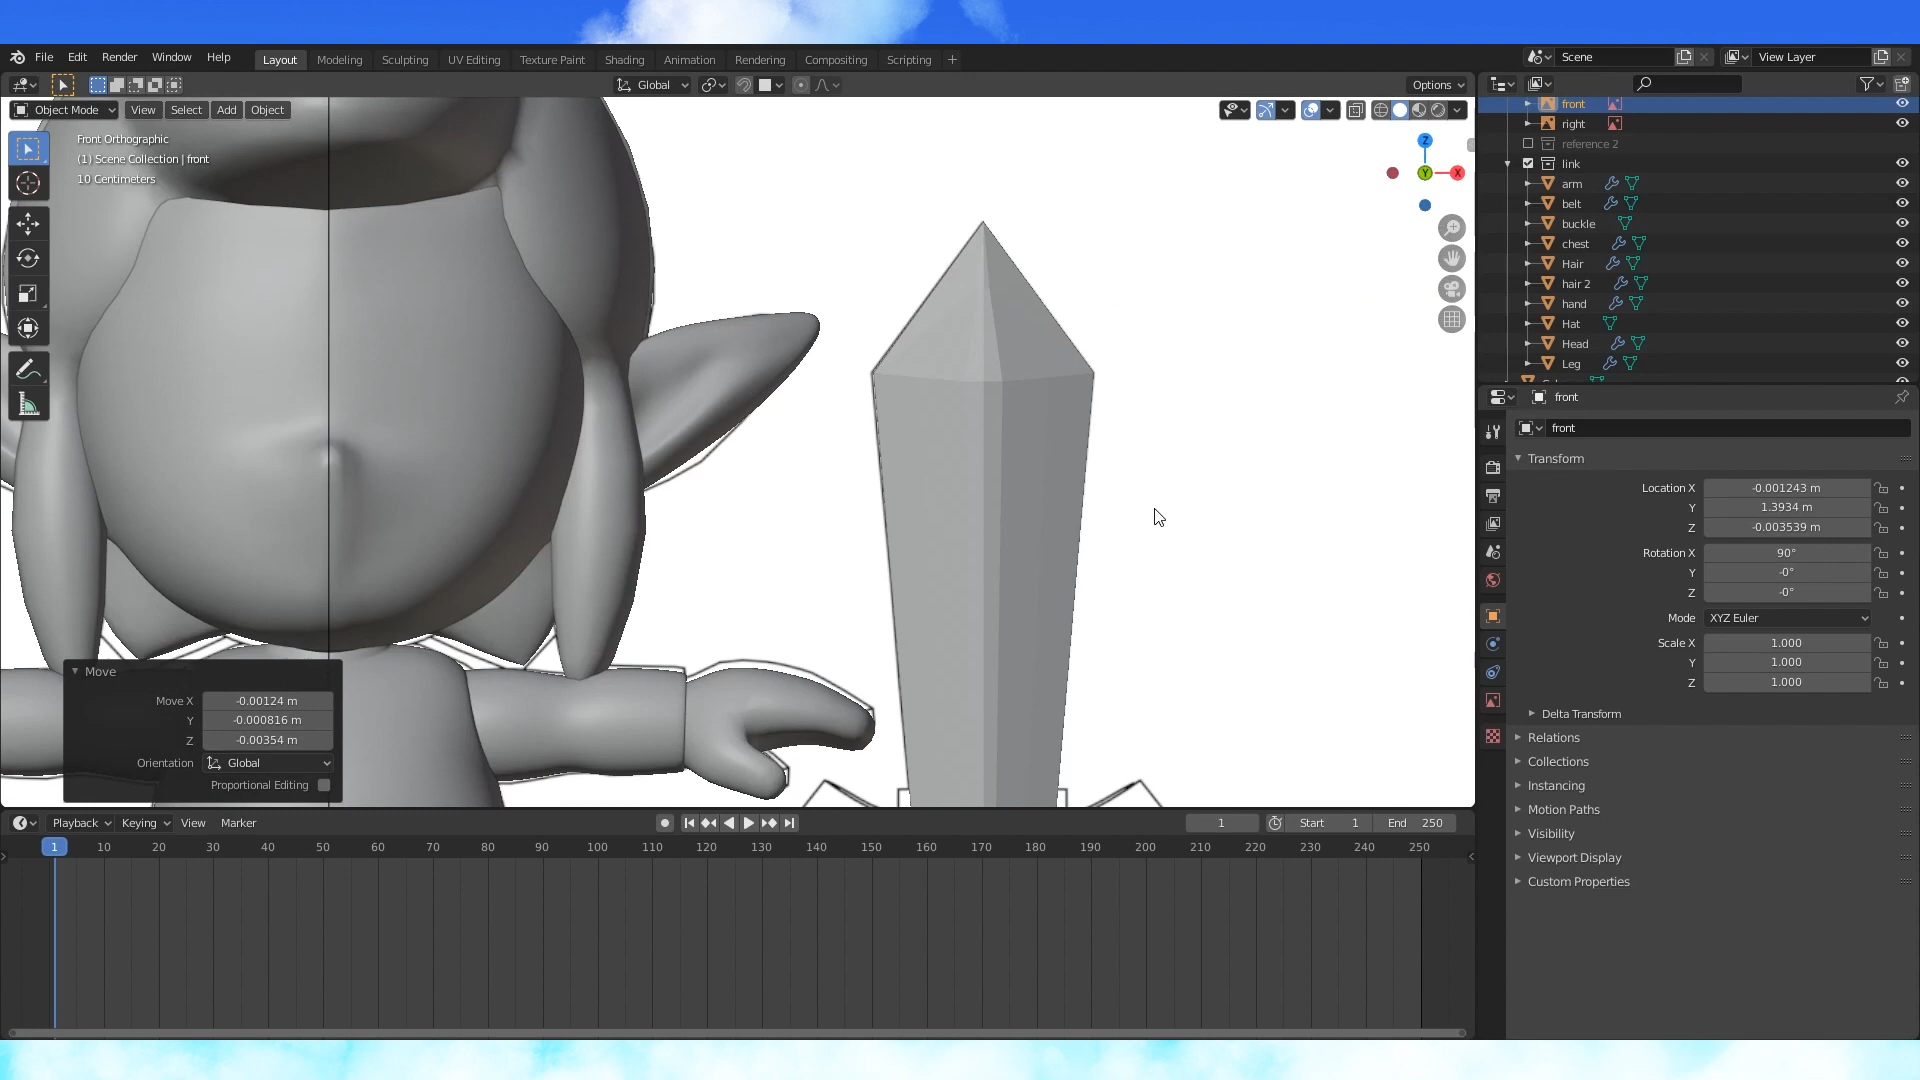 File Edit Render Window Help
Layout Modeling Sculpting UV Editing Texture Paint Shading Animation Rendering Compositing Scripting +
Scene
View Layer
Global
Options
Object Mode View Select Add Object
Front Orthographic
(1) Scene Collection | front
10 Centimeters
Z
Y
X
front
right
reference 2
link
arm
belt
buckle
chest
Hair
hair 2
hand
Hat
Head
Leg
front
front
Transform
Location X -0.001243 m
Y 1.3934 m
Z -0.003539 m
Rotation X 90°
Y -0°
Z -0°
Mode XYZ Euler
Scale X 1.000
Y 1.000
Z 1.000
Delta Transform
Relations
Collections
Instancing
Motion Paths
Visibility
Viewport Display
Custom Properties
Move
Move X -0.00124 m
Y -0.000816 m
Z -0.00354 m
Orientation Global
Proportional Editing
Playback Keying View Marker
1
Start 1
End 250
1 10 20 30 40 50 60 70 80 90 100 110 120 130 140 150 160 170 180 190 200 210 220 230 240 250